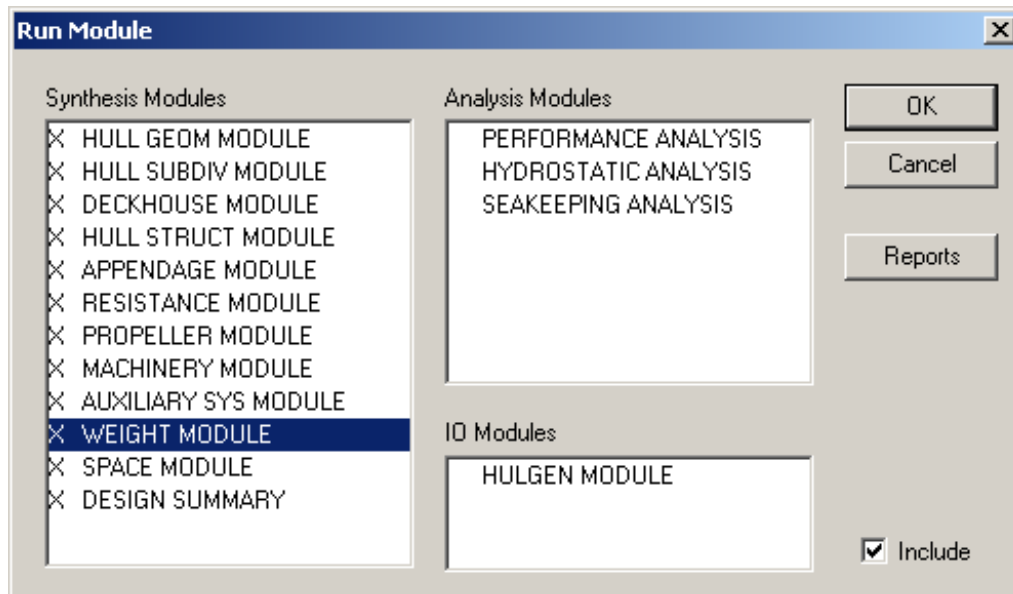 Run Module
Synthesis Modules
X HULL GEOM MODULE
X HULL SUBDIV MODULE
X DECKHOUSE MODULE
X HULL STRUCT MODULE
X APPENDAGE MODULE
X RESISTANCE MODULE
X PROPELLER MODULE
X MACHINERY MODULE
X AUXILIARY SYS MODULE
X WEIGHT MODULE
X SPACE MODULE
X DESIGN SUMMARY
Analysis Modules
PERFORMANCE ANALYSIS
HYDROSTATIC ANALYSIS
SEAKEEPING ANALYSIS
IO Modules
HULGEN MODULE
OK
Cancel
Reports
Include